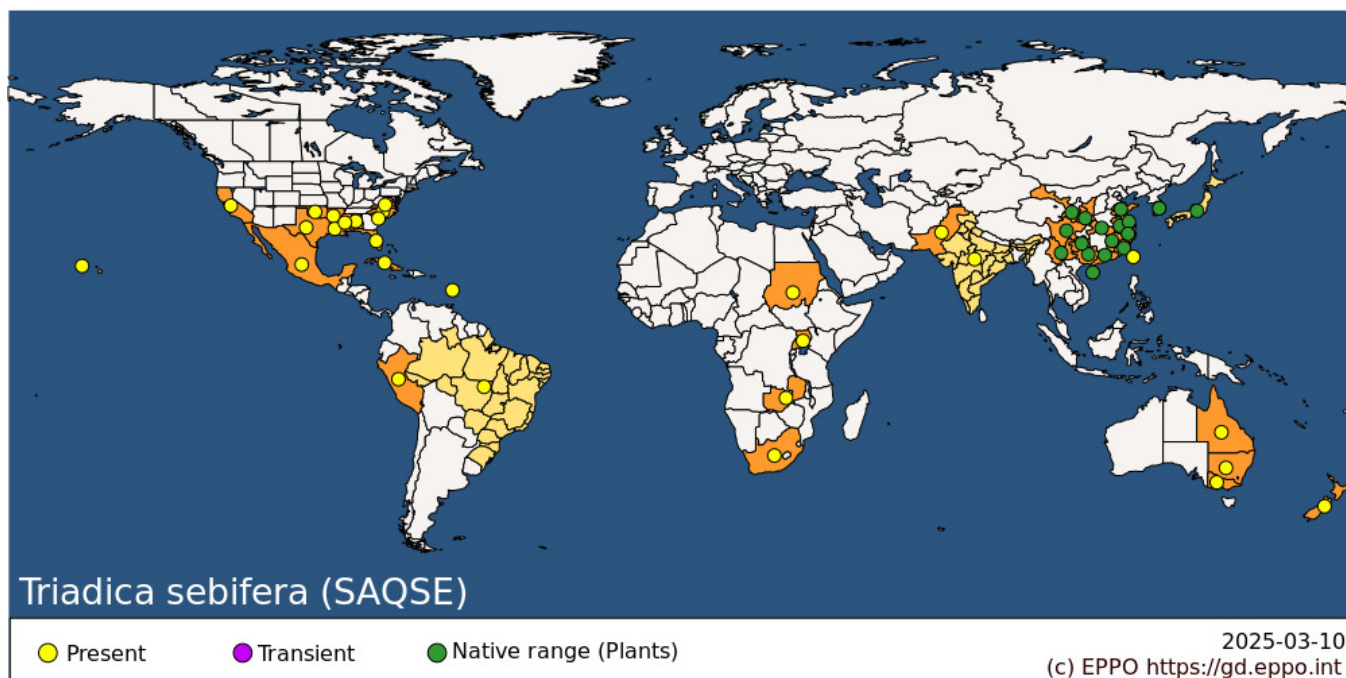 Triadica sebifera (SAQSE)
Present
Transient
Native range (Plants)
2025-03-10
(c) EPPO https://gd.eppo.int